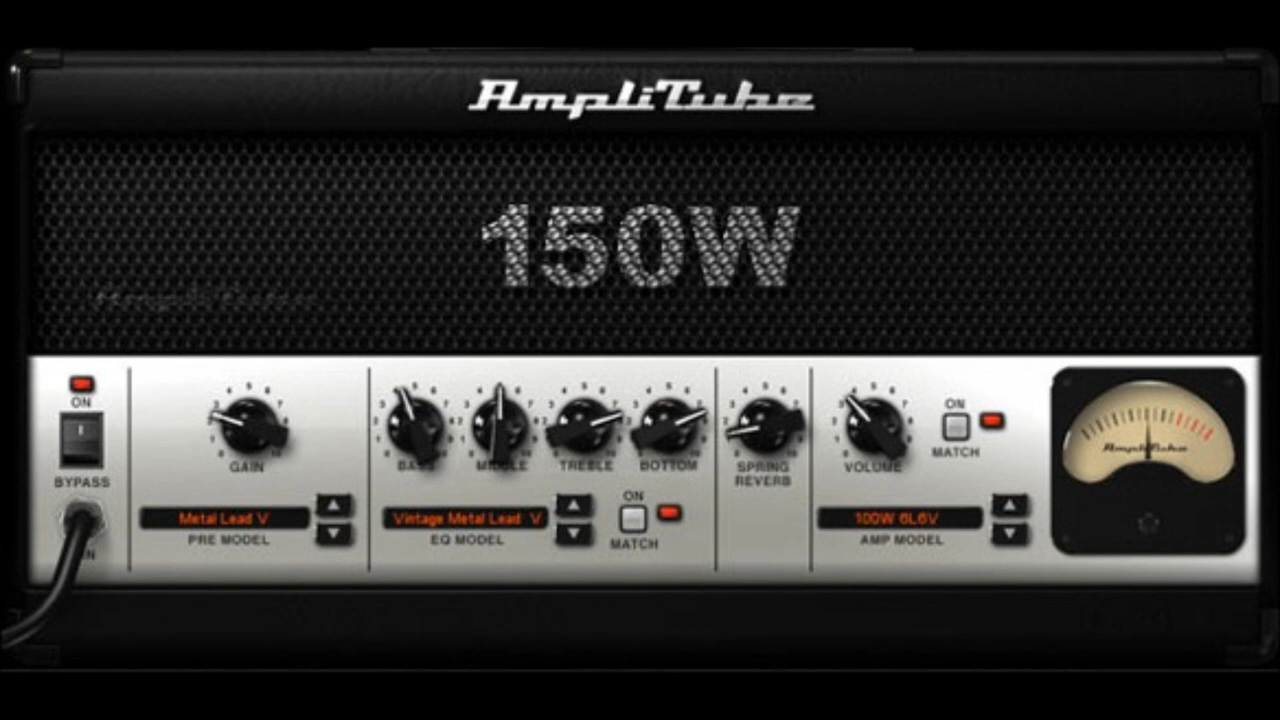 AmpliTube
150W
ON
BYPASS
GAIN
Metal Lead V
PRE MODEL
BASS
MIDDLE
TREBLE
BOTTOM
Vintage Metal Lead V
EQ MODEL
ON
MATCH
SPRING
REVERB
VOLUME
ON
MATCH
100W 6L6V
AMP MODEL
AmpliTube